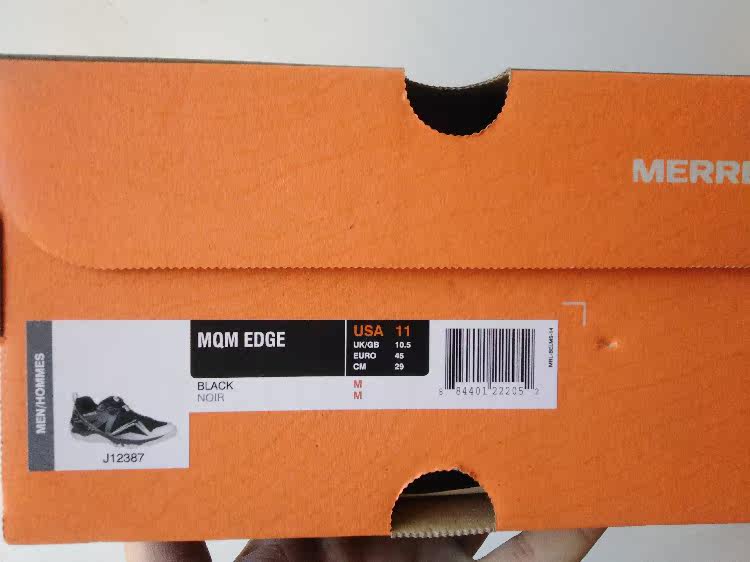 MERRE
MEN/HOMMES
J12387
MQM EDGE
BLACK
NOIR
USA 11
UK/GB 10.5
EURO 45
CM 29
M
M
8 84401 22205 2